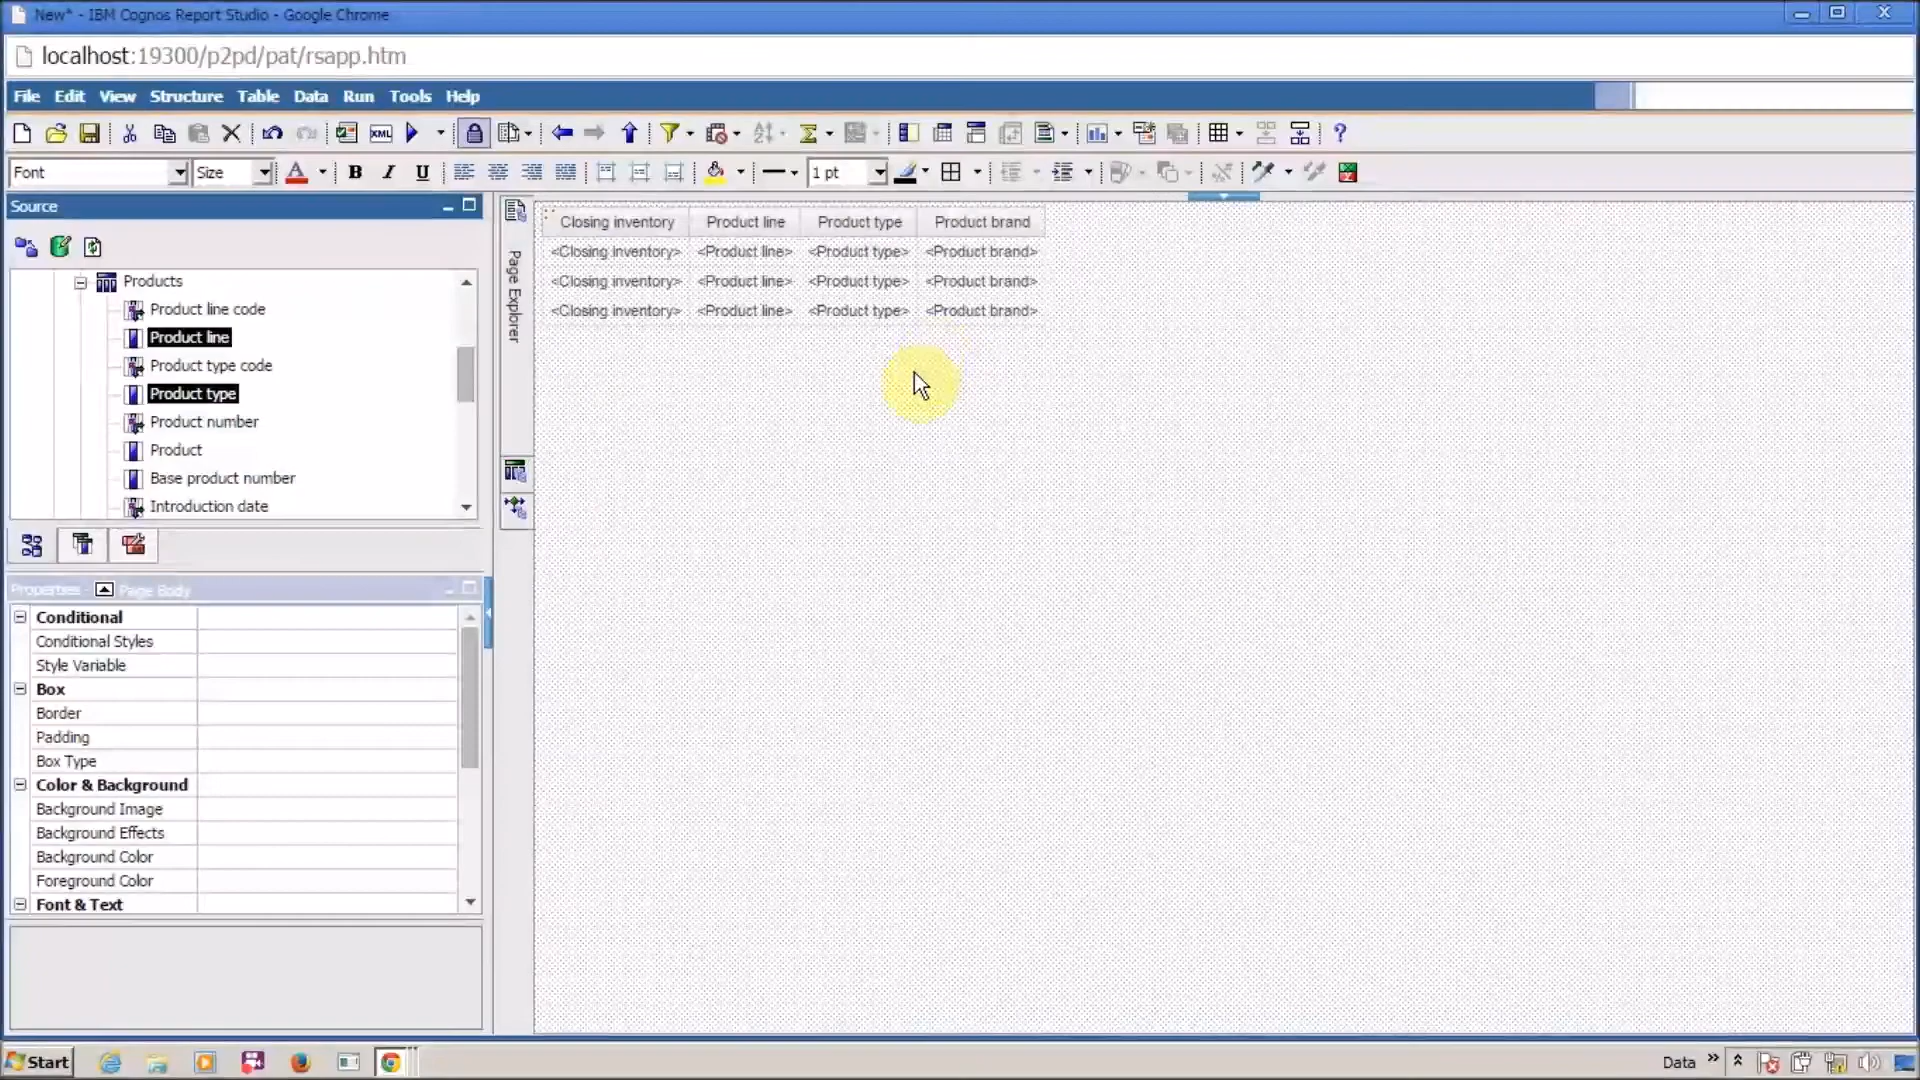 New* - IBM Cognos Report Studio - Google Chrome
localhost:19300/p2pd/pat/rsapp.htm
File Edit View Structure Table Data Run Tools Help
XML
Font Size A B I U 1 pt
Source
Products
Product line code
Product line
Product type code
Product type
Product number
Product
Base product number
Introduction date
Page Explorer
Closing inventory Product line Product type Product brand
<Closing inventory> <Product line> <Product type> <Product brand>
<Closing inventory> <Product line> <Product type> <Product brand>
<Closing inventory> <Product line> <Product type> <Product brand>
Properties - Page Body
Conditional
Conditional Styles
Style Variable
Box
Border
Padding
Box Type
Color & Background
Background Image
Background Effects
Background Color
Foreground Color
Font & Text
Start
Data